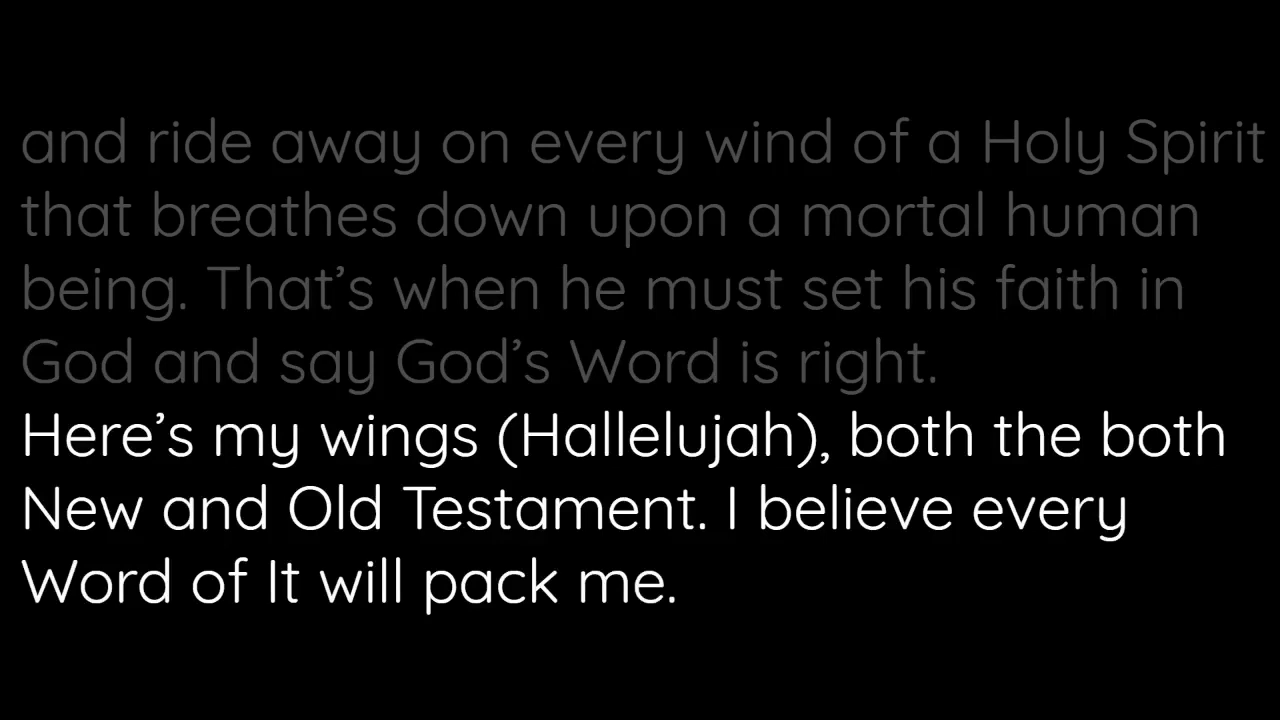 and ride away on every wind of a Holy Spirit
that breathes down upon a mortal human
being. That’s when he must set his faith in
God and say God’s Word is right.
Here’s my wings (Hallelujah), both the both
New and Old Testament. I believe every
Word of It will pack me.